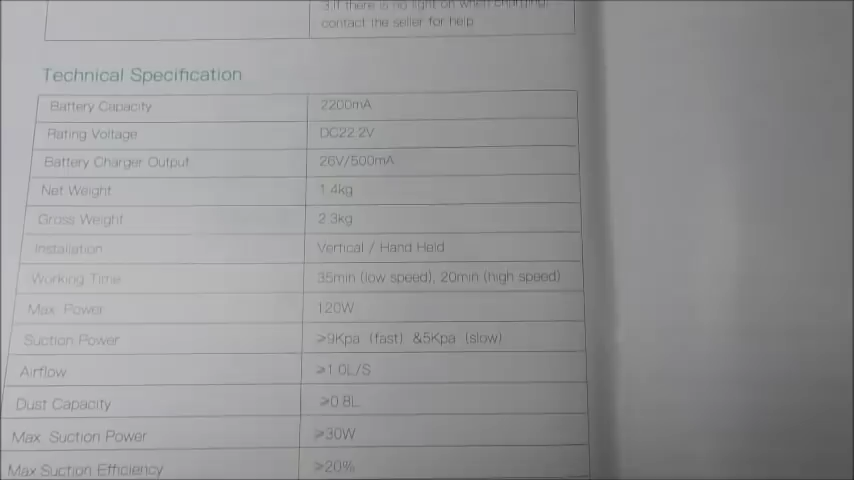 3.If there is no light on when charging,
contact the seller for help
Technical Specification
Battery Capacity 2200mA
Rating Voltage DC22.2V
Battery Charger Output 26V/500mA
Net Weight 1.4kg
Gross Weight 2.3kg
Installation Vertical / Hand Held
Working Time 35min (low speed), 20min (high speed)
Max. Power 120W
Suction Power ≥9Kpa (fast) &5Kpa (slow)
Airflow ≥1.0L/S
Dust Capacity ≥0.8L
Max. Suction Power ≥30W
Max Suction Efficiency ≥20%